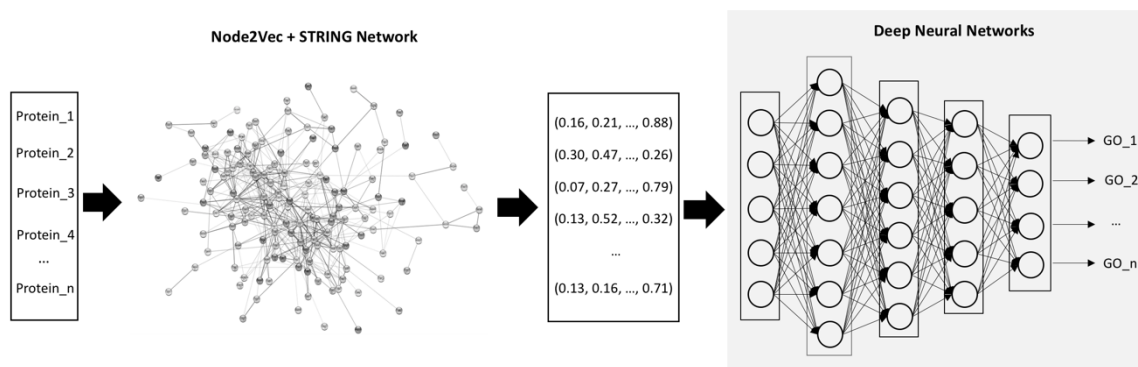 Node2Vec + STRING Network
Deep Neural Networks
Protein_1
Protein_2
Protein_3
Protein_4
...
Protein_n
(0.16, 0.21, ..., 0.88)
(0.30, 0.47, ..., 0.26)
(0.07, 0.27, ..., 0.79)
(0.13, 0.52, ..., 0.32)
...
(0.13, 0.16, ..., 0.71)
GO_1
GO_2
...
GO_n